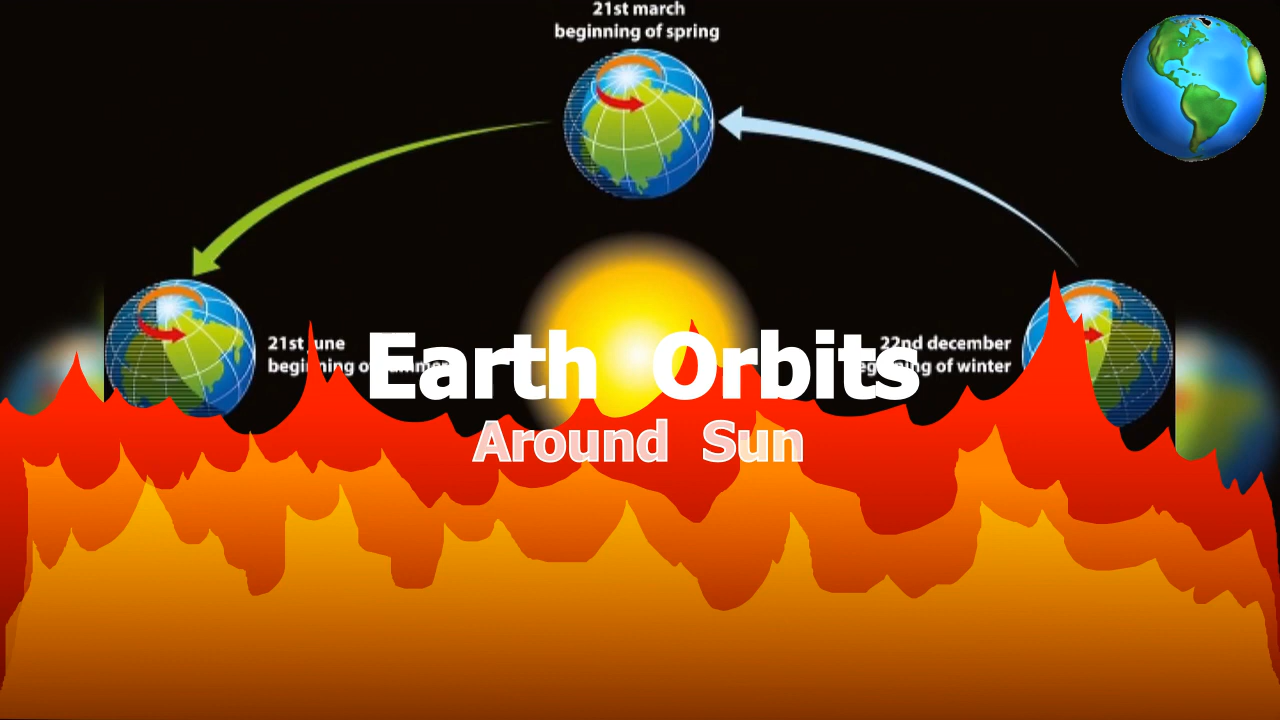 21st march
beginning of spring
21st june
22nd december
of winter
Earth Orbits
Around Sun